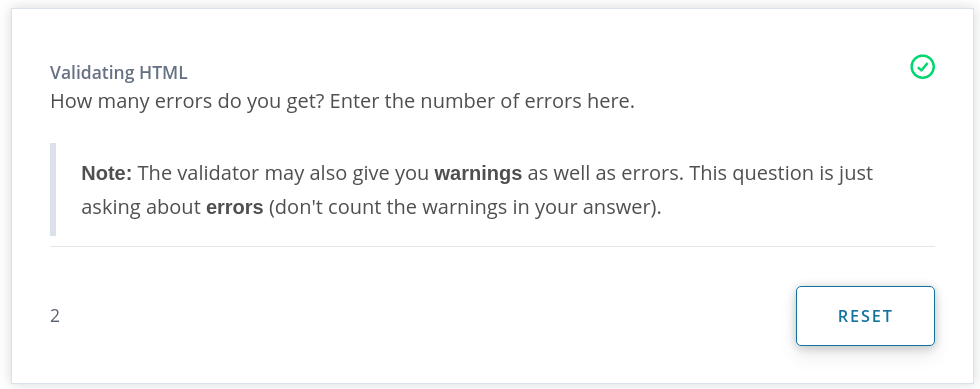 Validating HTML
How many errors do you get? Enter the number of errors here.
Note: The validator may also give you warnings as well as errors. This question is just
asking about errors (don't count the warnings in your answer).
2
RESET